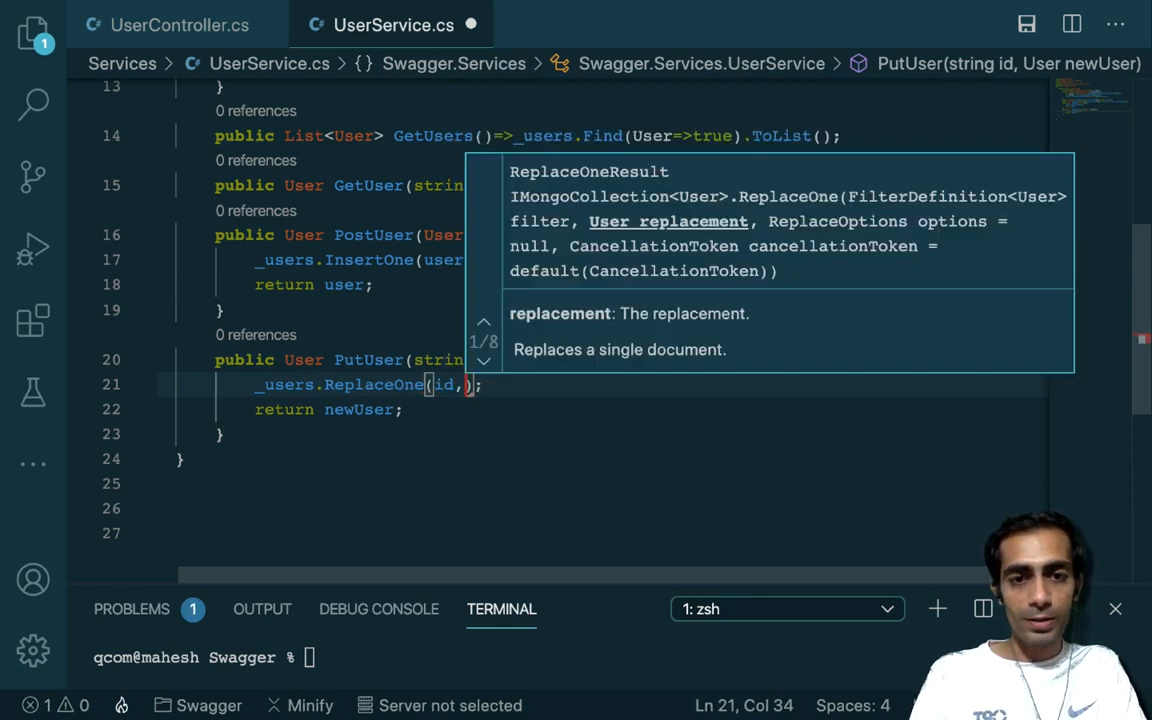 UserController.cs
UserService.cs
1
Services > UserService.cs > {} Swagger.Services > Swagger.Services.UserService > PutUser(string id, User newUser)
13 }
0 references
14 public List<User> GetUsers()=>_users.Find(User=>true).ToList();
0 references
15 public User GetUser(strin
0 references
16 public User PostUser(User
17 _users.InsertOne(user
18 return user;
19 }
0 references
20 public User PutUser(strin
21 _users.ReplaceOne(id,);
22 return newUser;
23 }
24 }
25
26
27
ReplaceOneResult
IMongoCollection<User>.ReplaceOne(FilterDefinition<User>
filter, User replacement, ReplaceOptions options =
null, CancellationToken cancellationToken =
default(CancellationToken))
replacement: The replacement.
1/8
Replaces a single document.
PROBLEMS 1 OUTPUT DEBUG CONSOLE TERMINAL 1: zsh
qcom@mahesh Swagger %
1 0 Swagger Minify Server not selected Ln 21, Col 34 Spaces: 4